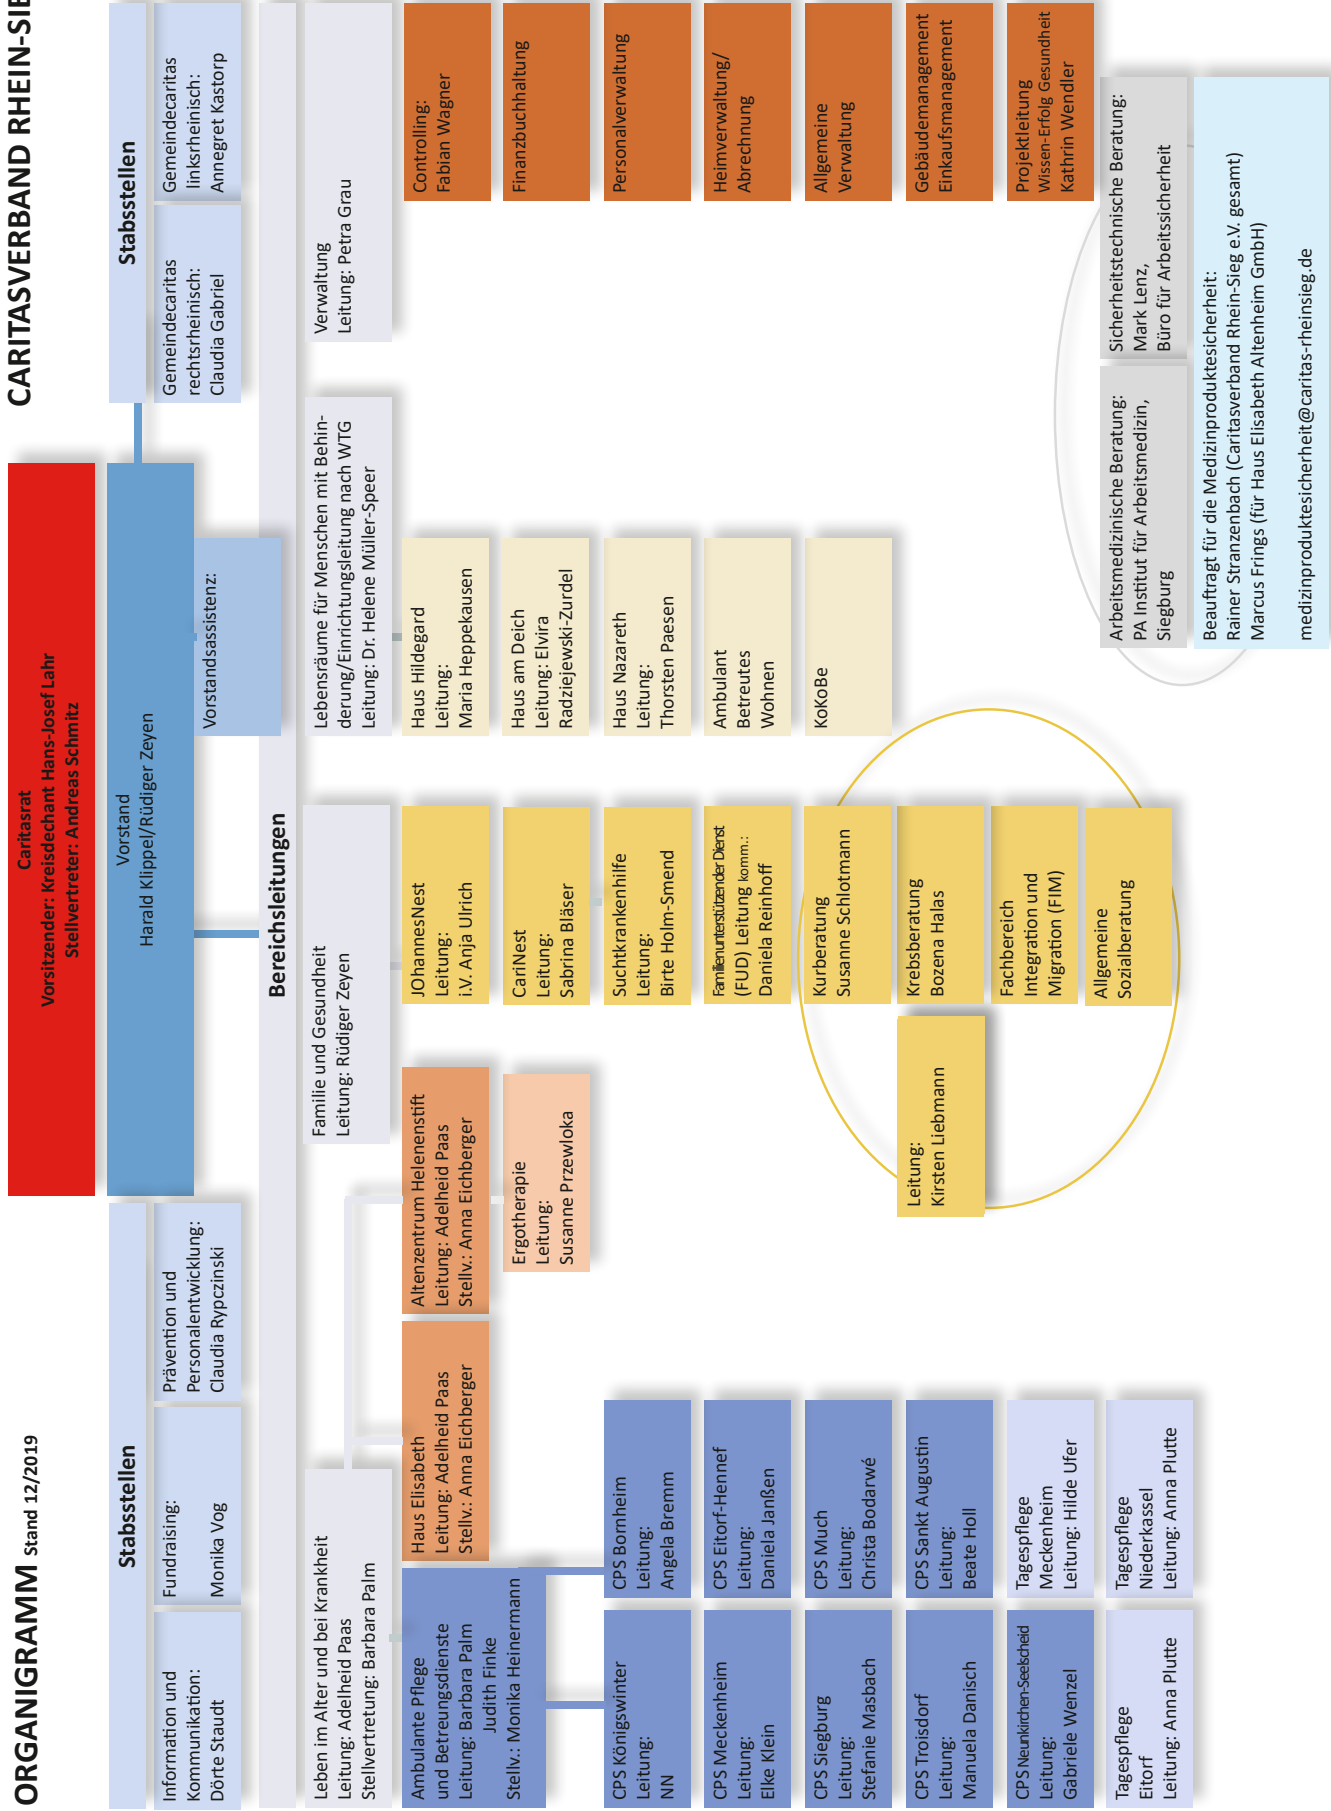 ORGANIGRAMM Stand 12/2019
CARITASVERBAND RHEIN-SIE
Caritasrat
Vorsitzender: Kreisdechant Hans-Josef Lahr
Stellvertreter: Andreas Schmitz
Vorstand
Harald Klippel/Rüdiger Zeyen
Vorstandsassistenz:
Stabsstellen
Information und
Kommunikation:
Dörte Staudt
Fundraising:
Monika Vog
Prävention und
Personalentwicklung:
Claudia Rypczinski
Stabsstellen
Gemeindecaritas
rechtsrheinisch:
Claudia Gabriel
Gemeindecaritas
linksrheinisch:
Annegret Kastorp
Bereichsleitungen
Leben im Alter und bei Krankheit
Leitung: Adelheid Paas
Stellvertretung: Barbara Palm
Ambulante Pflege
und Betreungsdienste
Leitung: Barbara Palm
Judith Finke
Stellv.: Monika Heinermann
Haus Elisabeth
Leitung: Adelheid Paas
Stellv.: Anna Eichberger
Altenzentrum Helenenstift
Leitung: Adelheid Paas
Stellv.: Anna Eichberger
Ergotherapie
Leitung:
Susanne Przewloka
CPS Königswinter
Leitung:
NN
CPS Bornheim
Leitung:
Angela Bremm
CPS Meckenheim
Leitung:
Elke Klein
CPS Eitorf-Hennef
Leitung:
Daniela Janßen
CPS Siegburg
Leitung:
Stefanie Masbach
CPS Much
Leitung:
Christa Bodarwé
CPS Troisdorf
Leitung:
Manuela Danisch
CPS Sankt Augustin
Leitung:
Beate Holl
CPS Neunkirchen-Seelscheid
Leitung:
Gabriele Wenzel
Tagespflege
Meckenheim
Leitung: Hilde Ufer
Tagespflege
Eitorf
Leitung: Anna Plutte
Tagespflege
Niederkassel
Leitung: Anna Plutte
Familie und Gesundheit
Leitung: Rüdiger Zeyen
JOhannesNest
Leitung:
i.V. Anja Ulrich
CariNest
Leitung:
Sabrina Bläser
Suchtkrankenhilfe
Leitung:
Birte Holm-Smend
Familienunterstützender Dienst
(FUD) Leitung komm.:
Daniela Reinhoff
Kurberatung
Susanne Schlotmann
Krebsberatung
Bozena Halas
Fachbereich
Integration und
Migration (FIM)
Allgemeine
Sozialberatung
Leitung:
Kirsten Liebmann
Lebensräume für Menschen mit Behin-
derung/Einrichtungsleitung nach WTG
Leitung: Dr. Helene Müller-Speer
Haus Hildegard
Leitung:
Maria Heppekausen
Haus am Deich
Leitung: Elvira
Radziejewski-Zurdel
Haus Nazareth
Leitung:
Thorsten Paesen
Ambulant
Betreutes
Wohnen
KoKoBe
Verwaltung
Leitung: Petra Grau
Controlling:
Fabian Wagner
Finanzbuchhaltung
Personalverwaltung
Heimverwaltung/
Abrechnung
Allgemeine
Verwaltung
Gebäudemanagement
Einkaufsmanagement
Projektleitung
Wissen-Erfolg Gesundheit
Kathrin Wendler
Arbeitsmedizinische Beratung:
PA Institut für Arbeitsmedizin,
Siegburg
Sicherheitstechnische Beratung:
Mark Lenz,
Büro für Arbeitssicherheit
Beauftragt für die Medizinproduktesicherheit:
Rainer Stranzenbach (Caritasverband Rhein-Sieg e.V. gesamt)
Marcus Frings (für Haus Elisabeth Altenheim GmbH)
medizinproduktesicherheit@caritas-rheinsieg.de